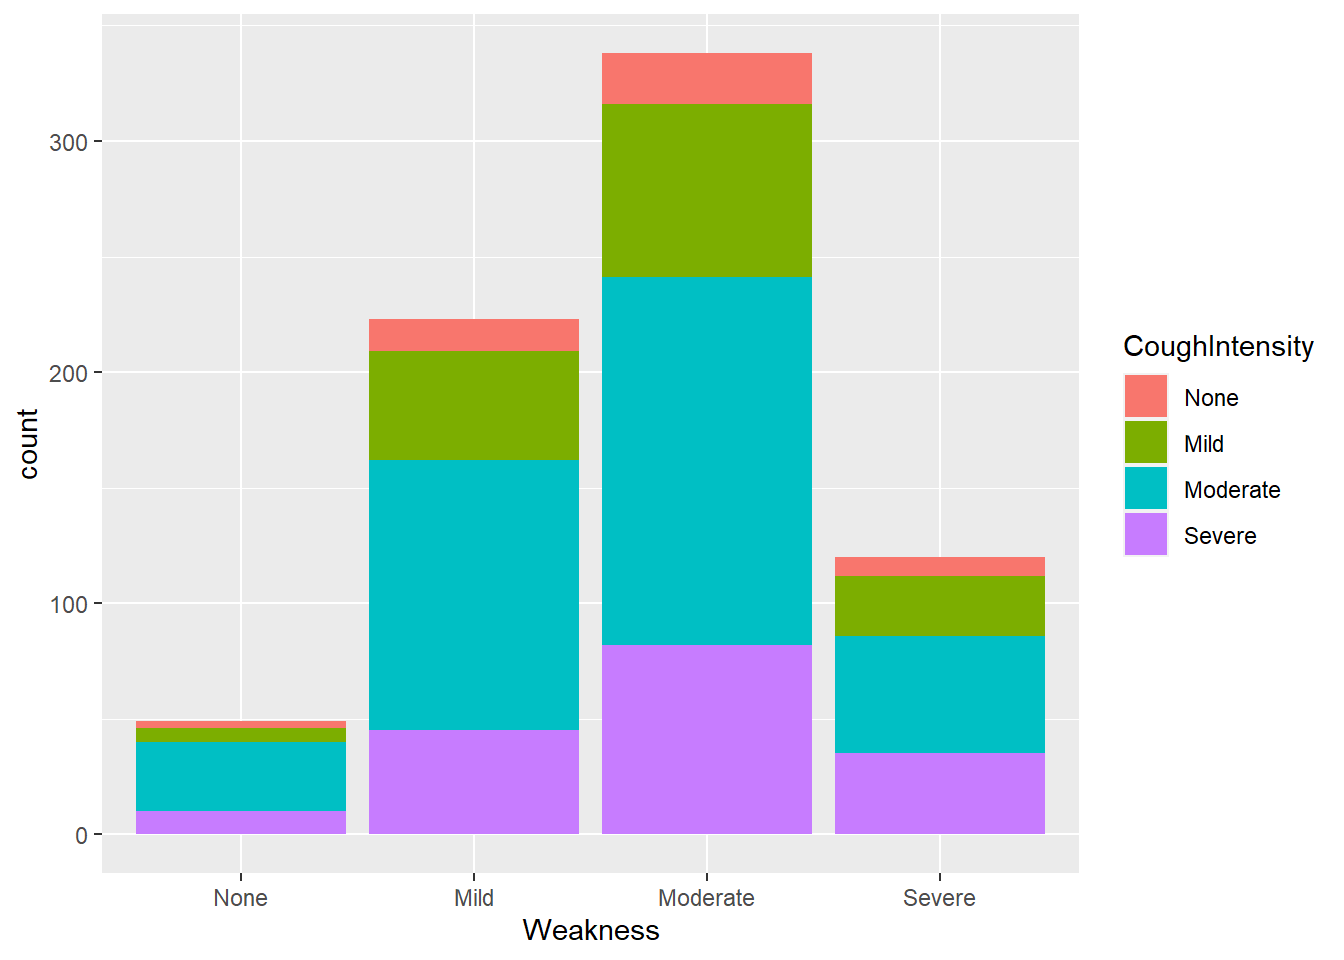 300
200
100
0
count
None Mild Moderate Severe
Weakness
CoughIntensity
None
Mild
Moderate
Severe